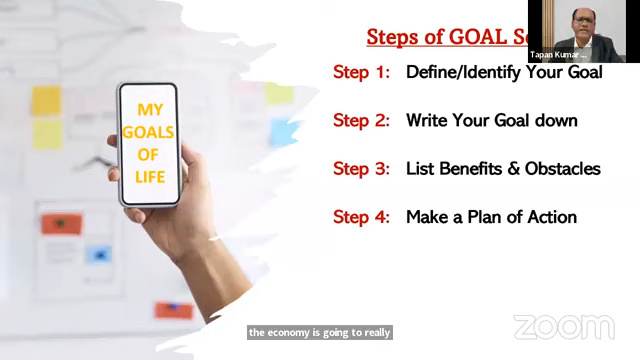 Steps of GOAL Se
Tapan Kumar ...
Step 1: Define/Identify Your Goal
Step 2: Write Your Goal down
Step 3: List Benefits & Obstacles
Step 4: Make a Plan of Action
MY
GOALS
OF
LIFE
the economy is going to really
zoom